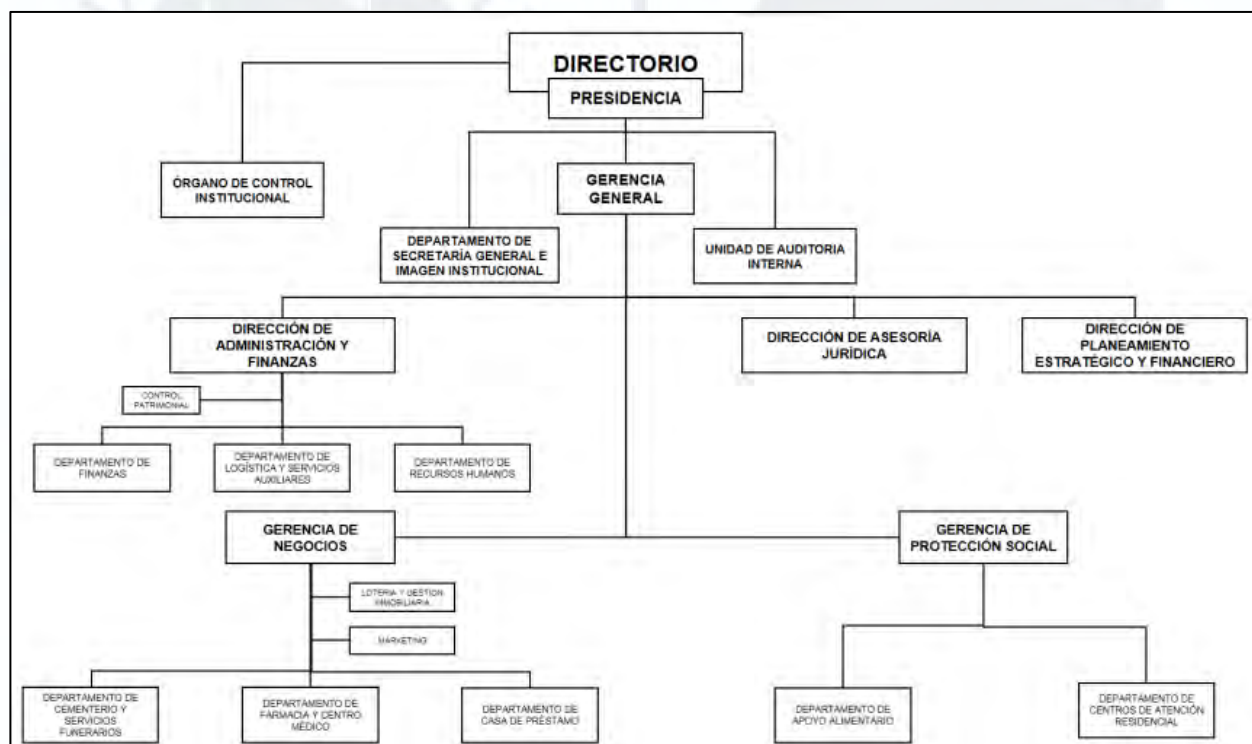 DIRECTORIO
PRESIDENCIA
ÓRGANO DE CONTROL
INSTITUCIONAL
GERENCIA
GENERAL
DEPARTAMENTO DE
SECRETARÍA GENERAL E
IMAGEN INSTITUCIONAL
UNIDAD DE AUDITORIA
INTERNA
DIRECCIÓN DE
ADMINISTRACIÓN Y
FINANZAS
DIRECCIÓN DE ASESORÍA
JURÍDICA
DIRECCIÓN DE
PLANEAMIENTO
ESTRATÉGICO Y FINANCIERO
CONTROL
PATRIMONIAL
DEPARTAMENTO DE
FINANZAS
DEPARTAMENTO DE
LOGÍSTICA Y SERVICIOS
AUXILIARES
DEPARTAMENTO DE
RECURSOS HUMANOS
GERENCIA DE
NEGOCIOS
GERENCIA DE
PROTECCIÓN SOCIAL
LOTERIA Y GESTION
INMOBILIARIA
MARKETING
DEPARTAMENTO DE
CEMENTERIO Y
SERVICIOS
FUNERARIOS
DEPARTAMENTO DE
FARMACIA Y CENTRO
MÉDICO
DEPARTAMENTO DE
CASA DE PRÉSTAMO
DEPARTAMENTO DE
APOYO ALIMENTARIO
DEPARTAMENTO DE
CENTROS DE ATENCIÓN
RESIDENCIAL